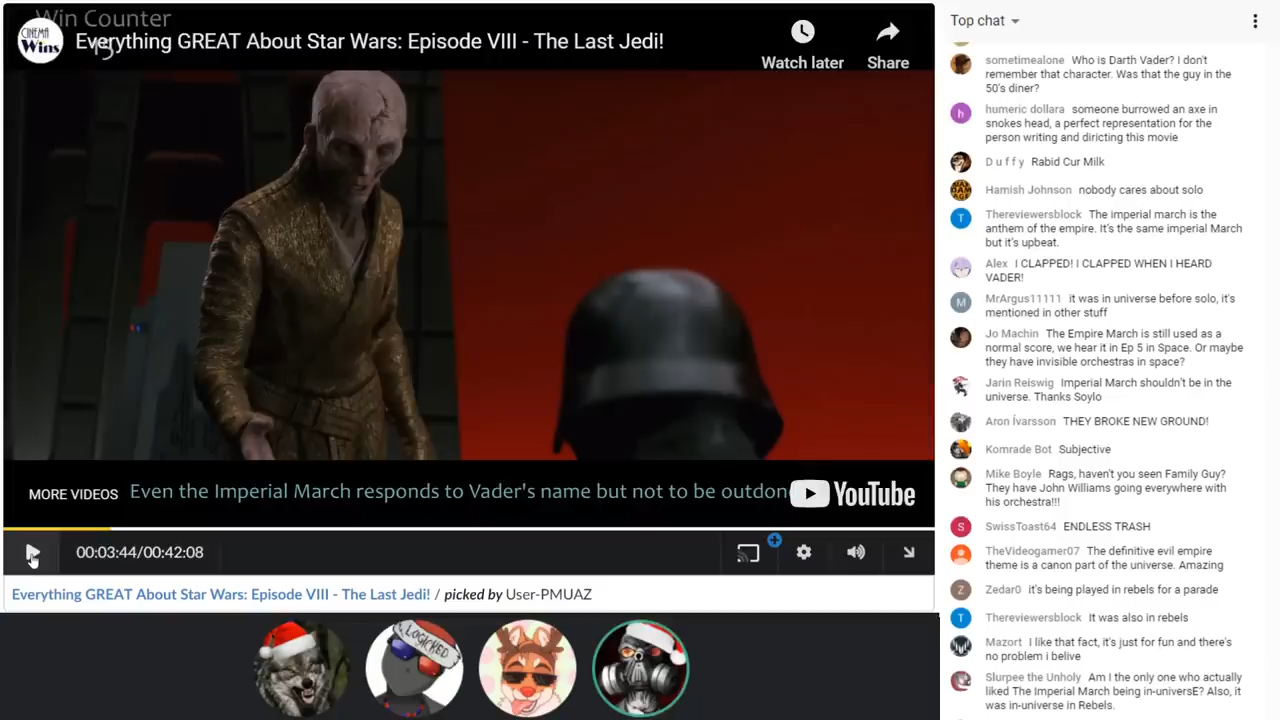 Win Counter
15
CINEMA
Wins
Everything GREAT About Star Wars: Episode VIII - The Last Jedi!
Watch later
Share
MORE VIDEOS
Even the Imperial March responds to Vader's name but not to be outdon
YouTube
00:03:44/00:42:08
Everything GREAT About Star Wars: Episode VIII - The Last Jedi! / picked by User-PMUAZ
LOGICKED
Top chat
sometimealone Who is Darth Vader? I don't
remember that character. Was that the guy in the
50's diner?
humeric dollara someone burrowed an axe in
snokes head, a perfect representation for the
person writing and diricting this movie
D u f f y Rabid Cur Milk
Hamish Johnson nobody cares about solo
Thereviewersblock The imperial march is the
anthem of the empire. It's the same imperial March
but it's upbeat.
Alex I CLAPPED! I CLAPPED WHEN I HEARD
VADER!
MrArgus11111 it was in universe before solo, it's
mentioned in other stuff
Jo Machin The Empire March is still used as a
normal score, we hear it in Ep 5 in Space. Or maybe
they have invisible orchestras in space?
Jarin Reiswig Imperial March shouldn't be in the
universe. Thanks Soylo
Aron Ívarsson THEY BROKE NEW GROUND!
Komrade Bot Subjective
Mike Boyle Rags, haven't you seen Family Guy?
They have John Williams going everywhere with
his orchestra!!!
SwissToast64 ENDLESS TRASH
TheVideogamer07 The definitive evil empire
theme is a canon part of the universe. Amazing
Zedar0 it's being played in rebels for a parade
Thereviewersblock It was also in rebels
Mazort I like that fact, it's just for fun and there's
no problem i belive
Slurpee the Unholy Am I the only one who actually
liked The Imperial March being in-universE? Also, it
was in-universe in Rebels.